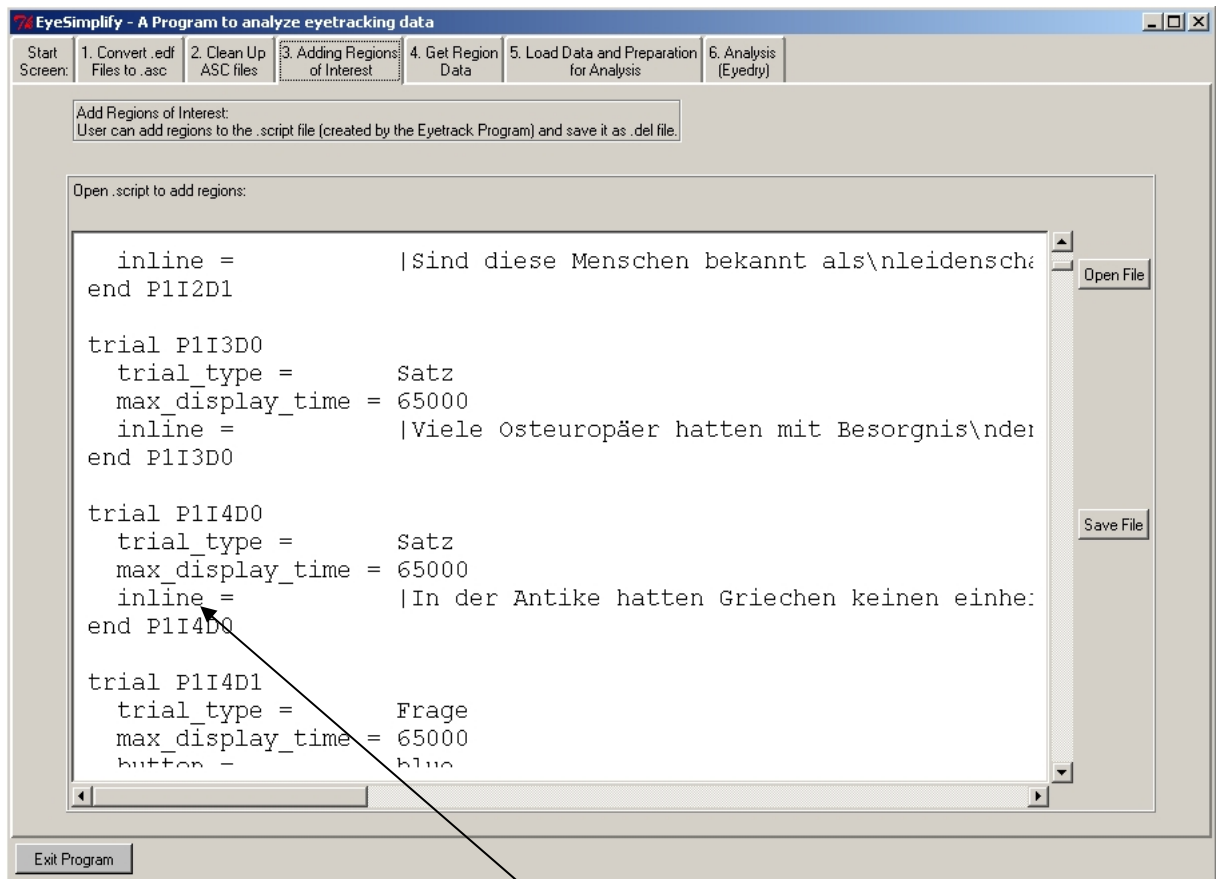 EyeSimplify - A Program to analyze eyetracking data
Start Screen:
1. Convert .edf Files to .asc
2. Clean Up ASC files
3. Adding Regions of Interest
4. Get Region Data
5. Load Data and Preparation for Analysis
6. Analysis (Eyedry)
Add Regions of Interest:
User can add regions to the .script file (created by the Eyetrack Program) and save it as .del file.
Open .script to add regions:
inline = |Sind diese Menschen bekannt als\nleidenscha
end P1I2D1
trial P1I3D0
trial_type = Satz
max_display_time = 65000
inline = |Viele Osteuropäer hatten mit Besorgnis\nder
end P1I3D0
trial P1I4D0
trial_type = Satz
max_display_time = 65000
inline = |In der Antike hatten Griechen keinen einhei
end P1I4D0
trial P1I4D1
trial_type = Frage
max_display_time = 65000
button = blue
Open File
Save File
Exit Program